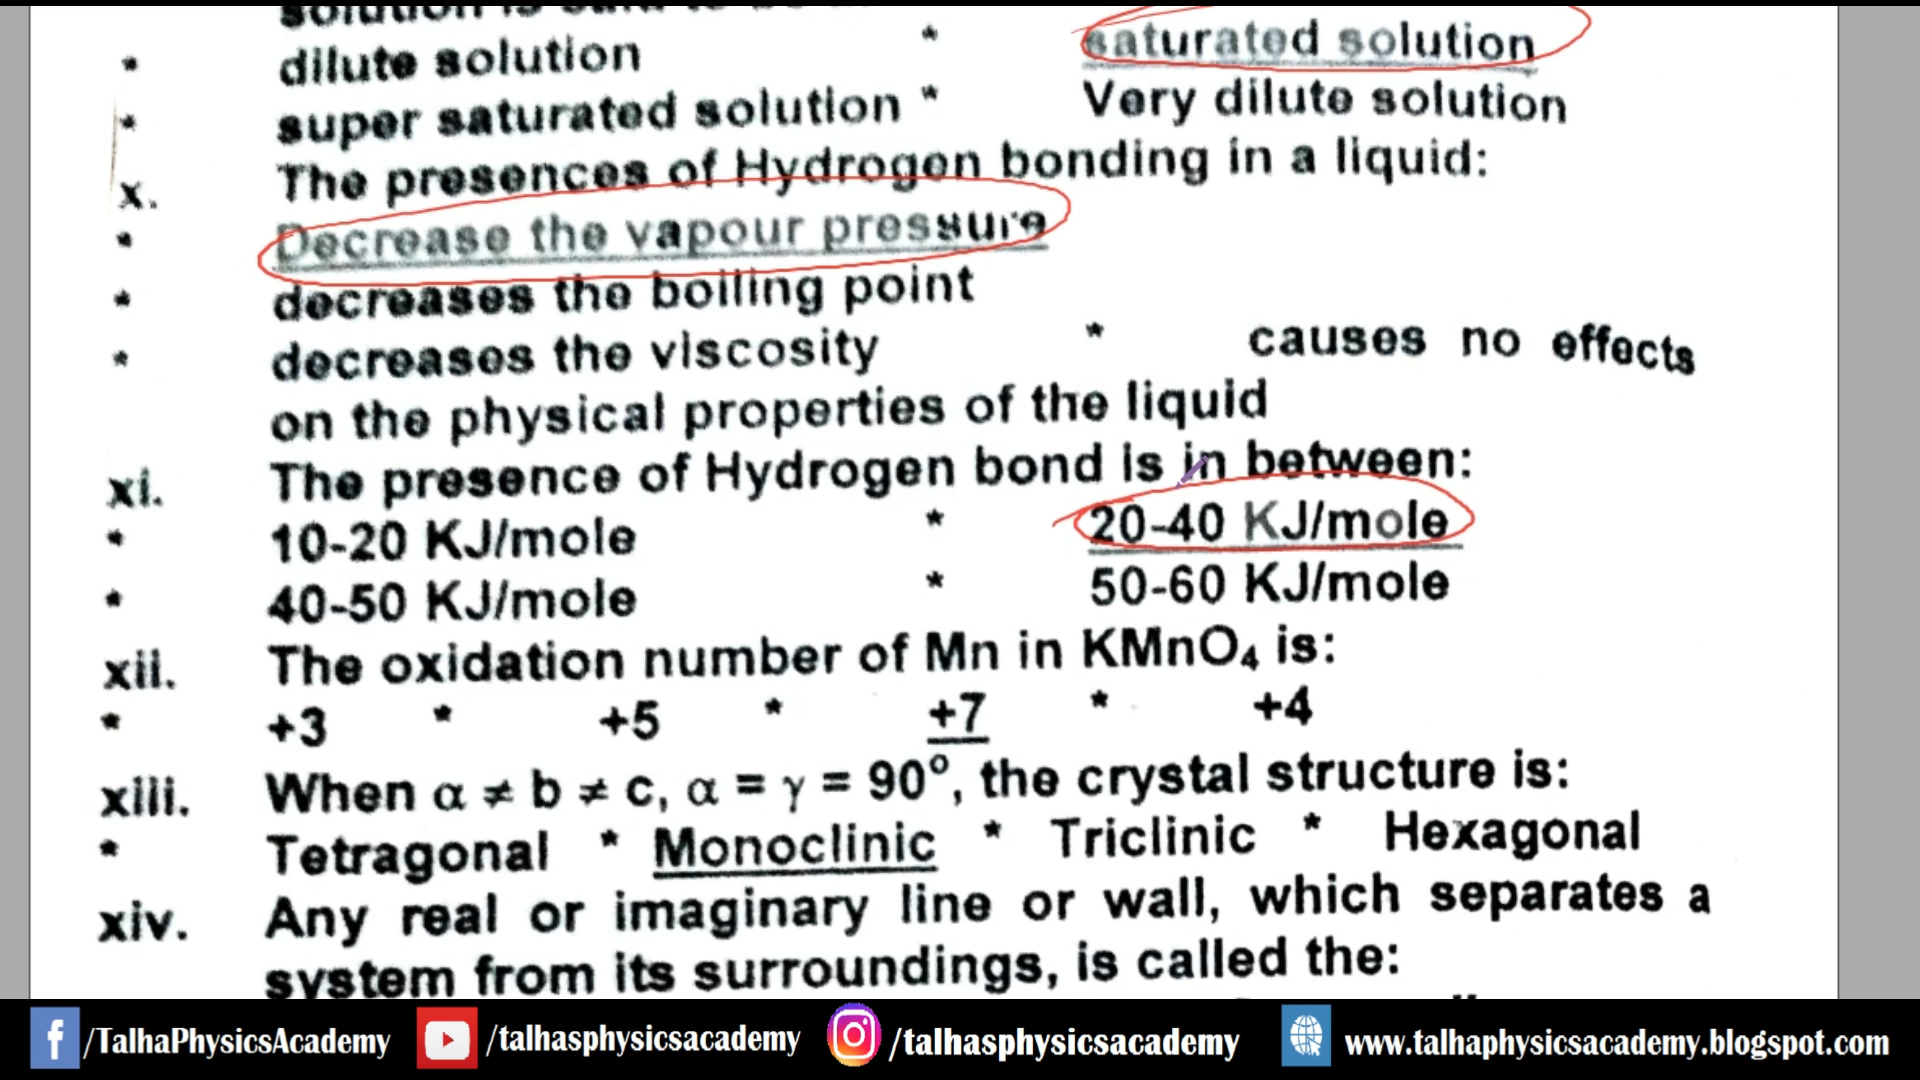 * dilute solution * saturated solution
* super saturated solution * Very dilute solution
x. The presences of Hydrogen bonding in a liquid:
* Decrease the vapour pressure
* decreases the boiling point
* decreases the viscosity * causes no effects
on the physical properties of the liquid
xi. The presence of Hydrogen bond is in between:
* 10-20 KJ/mole * 20-40 KJ/mole
* 40-50 KJ/mole * 50-60 KJ/mole
xii. The oxidation number of Mn in KMnO₄ is:
* +3 * +5 * +7 * +4
xiii. When α ≠ b ≠ c, α = γ = 90°, the crystal structure is:
* Tetragonal * Monoclinic * Triclinic * Hexagonal
xiv. Any real or imaginary line or wall, which separates a
system from its surroundings, is called the:
/TalhaPhysicsAcademy /talhasphysicsacademy /talhasphysicsacademy www.talhaphysicsacademy.blogspot.com